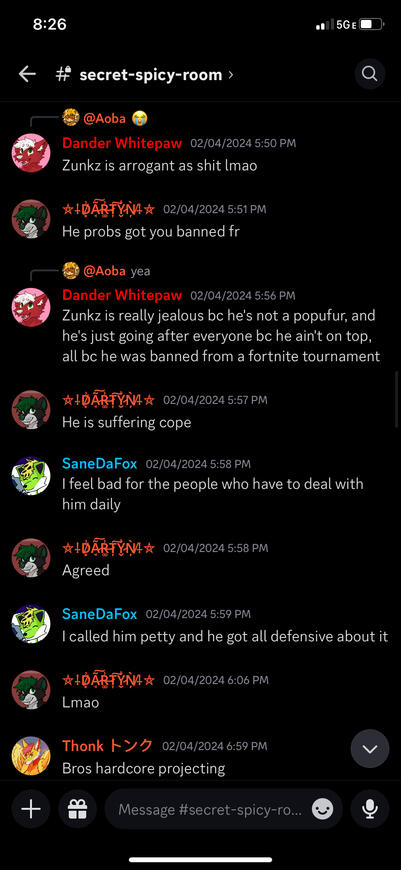 8:26
5GE
# secret-spicy-room ›
@Aoba 😭
Dander Whitepaw 02/04/2024 5:50 PM
Zunkz is arrogant as shit lmao
DARTYN 02/04/2024 5:51 PM
He probs got you banned fr
@Aoba yea
Dander Whitepaw 02/04/2024 5:56 PM
Zunkz is really jealous bc he's not a popufur, and
he's just going after everyone bc he ain't on top,
all bc he was banned from a fortnite tournament
DARTYN 02/04/2024 5:57 PM
He is suffering cope
SaneDaFox 02/04/2024 5:58 PM
I feel bad for the people who have to deal with
him daily
DARTYN 02/04/2024 5:58 PM
Agreed
SaneDaFox 02/04/2024 5:59 PM
I called him petty and he got all defensive about it
DARTYN 02/04/2024 6:06 PM
Lmao
Thonk トンク 02/04/2024 6:59 PM
Bros hardcore projecting
Message #secret-spicy-ro...